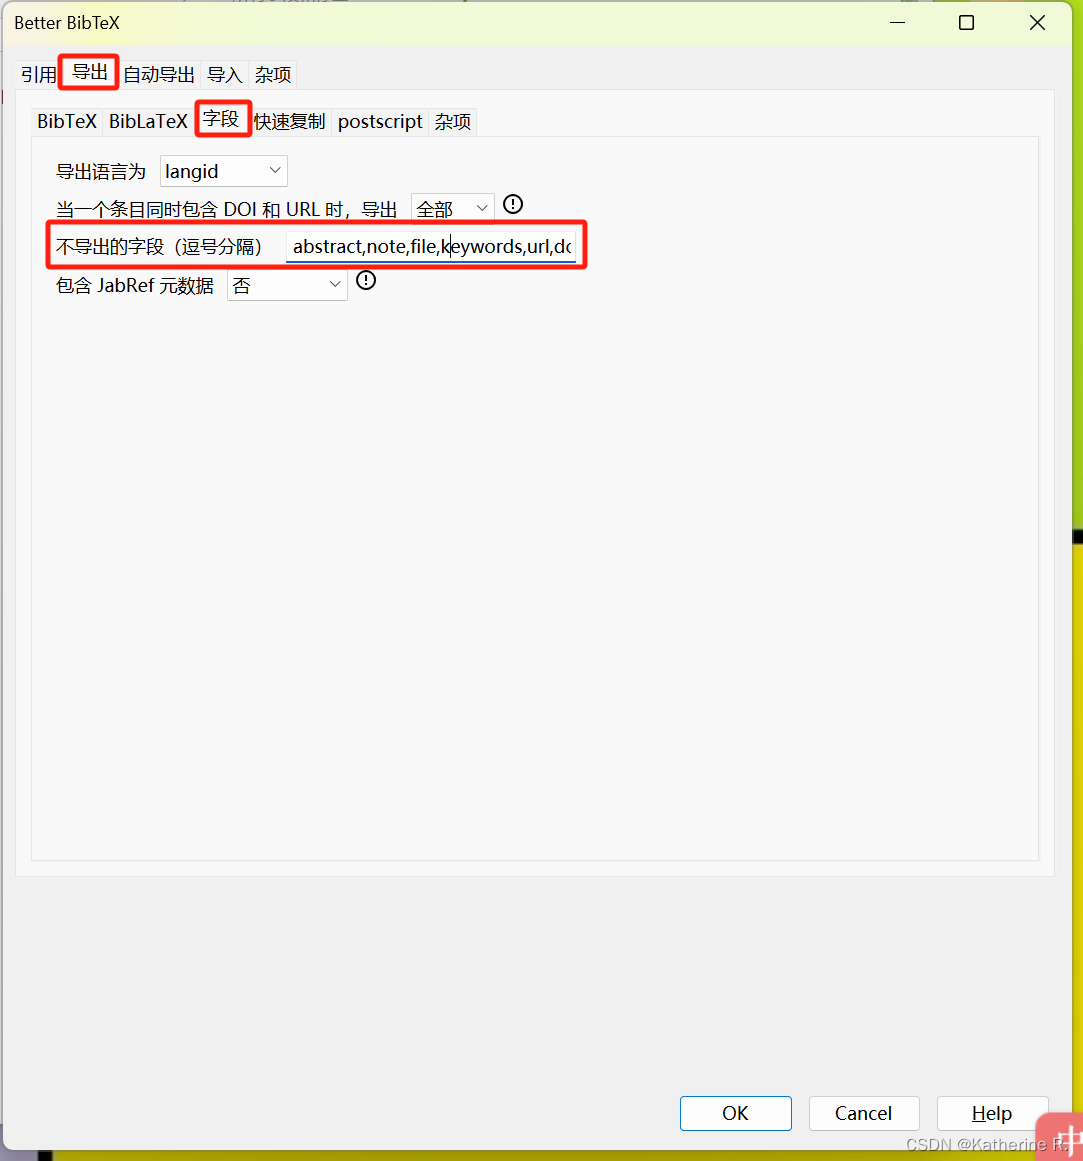 Better BibTeX
引用 导出 自动导出 导入 杂项
BibTeX BibLaTeX 字段 快速复制 postscript 杂项
导出语言为 langid
当一个条目同时包含 DOI 和 URL 时，导出 全部
不导出的字段（逗号分隔） abstract,note,file,keywords,url,do
包含 JabRef 元数据 否
OK Cancel Help
中
CSDN @Katherine R.